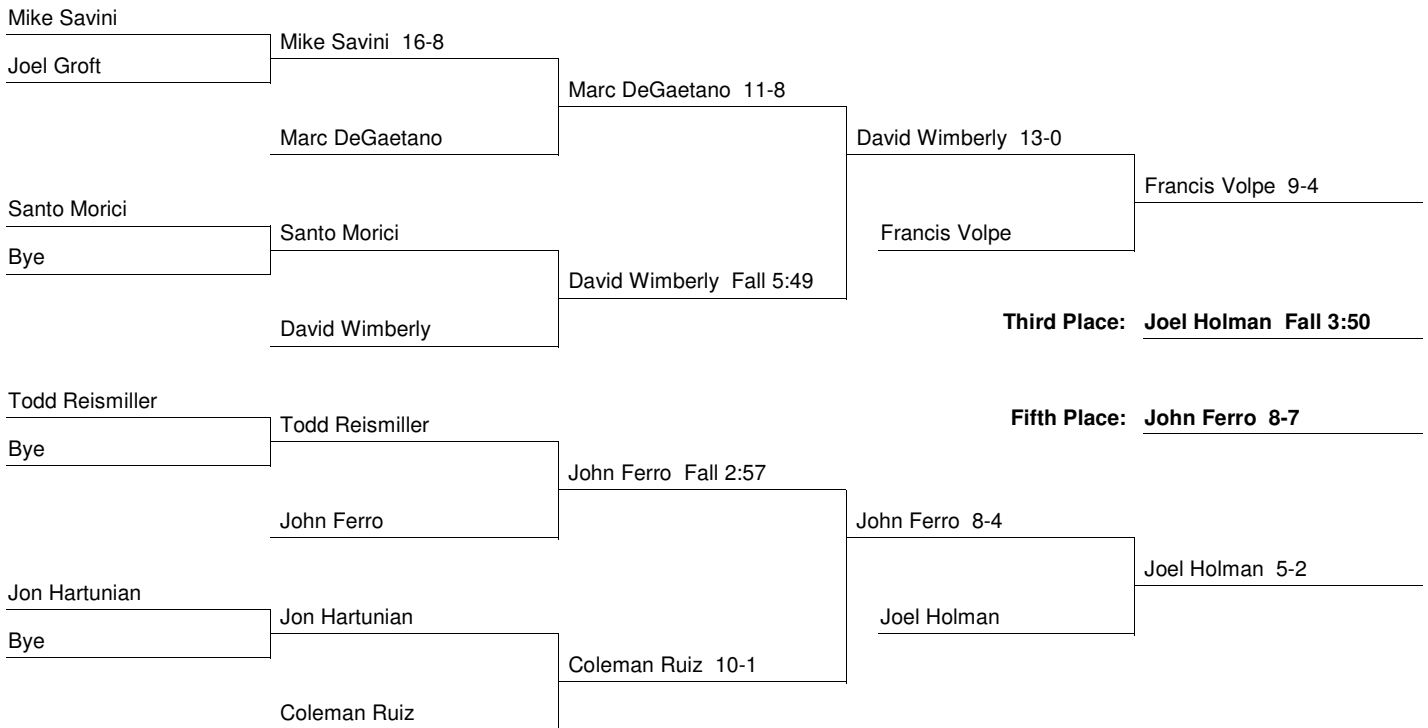 Mike Savini
Mike Savini 16-8
Joel Groft
Marc DeGaetano 11-8
Marc DeGaetano
David Wimberly 13-0
Francis Volpe 9-4
Santo Morici
Santo Morici
Francis Volpe
Bye
David Wimberly Fall 5:49
David Wimberly
Third Place: Joel Holman Fall 3:50
Todd Reismiller
Todd Reismiller
Fifth Place: John Ferro 8-7
Bye
John Ferro Fall 2:57
John Ferro
John Ferro 8-4
Joel Holman 5-2
Jon Hartunian
Jon Hartunian
Joel Holman
Bye
Coleman Ruiz 10-1
Coleman Ruiz